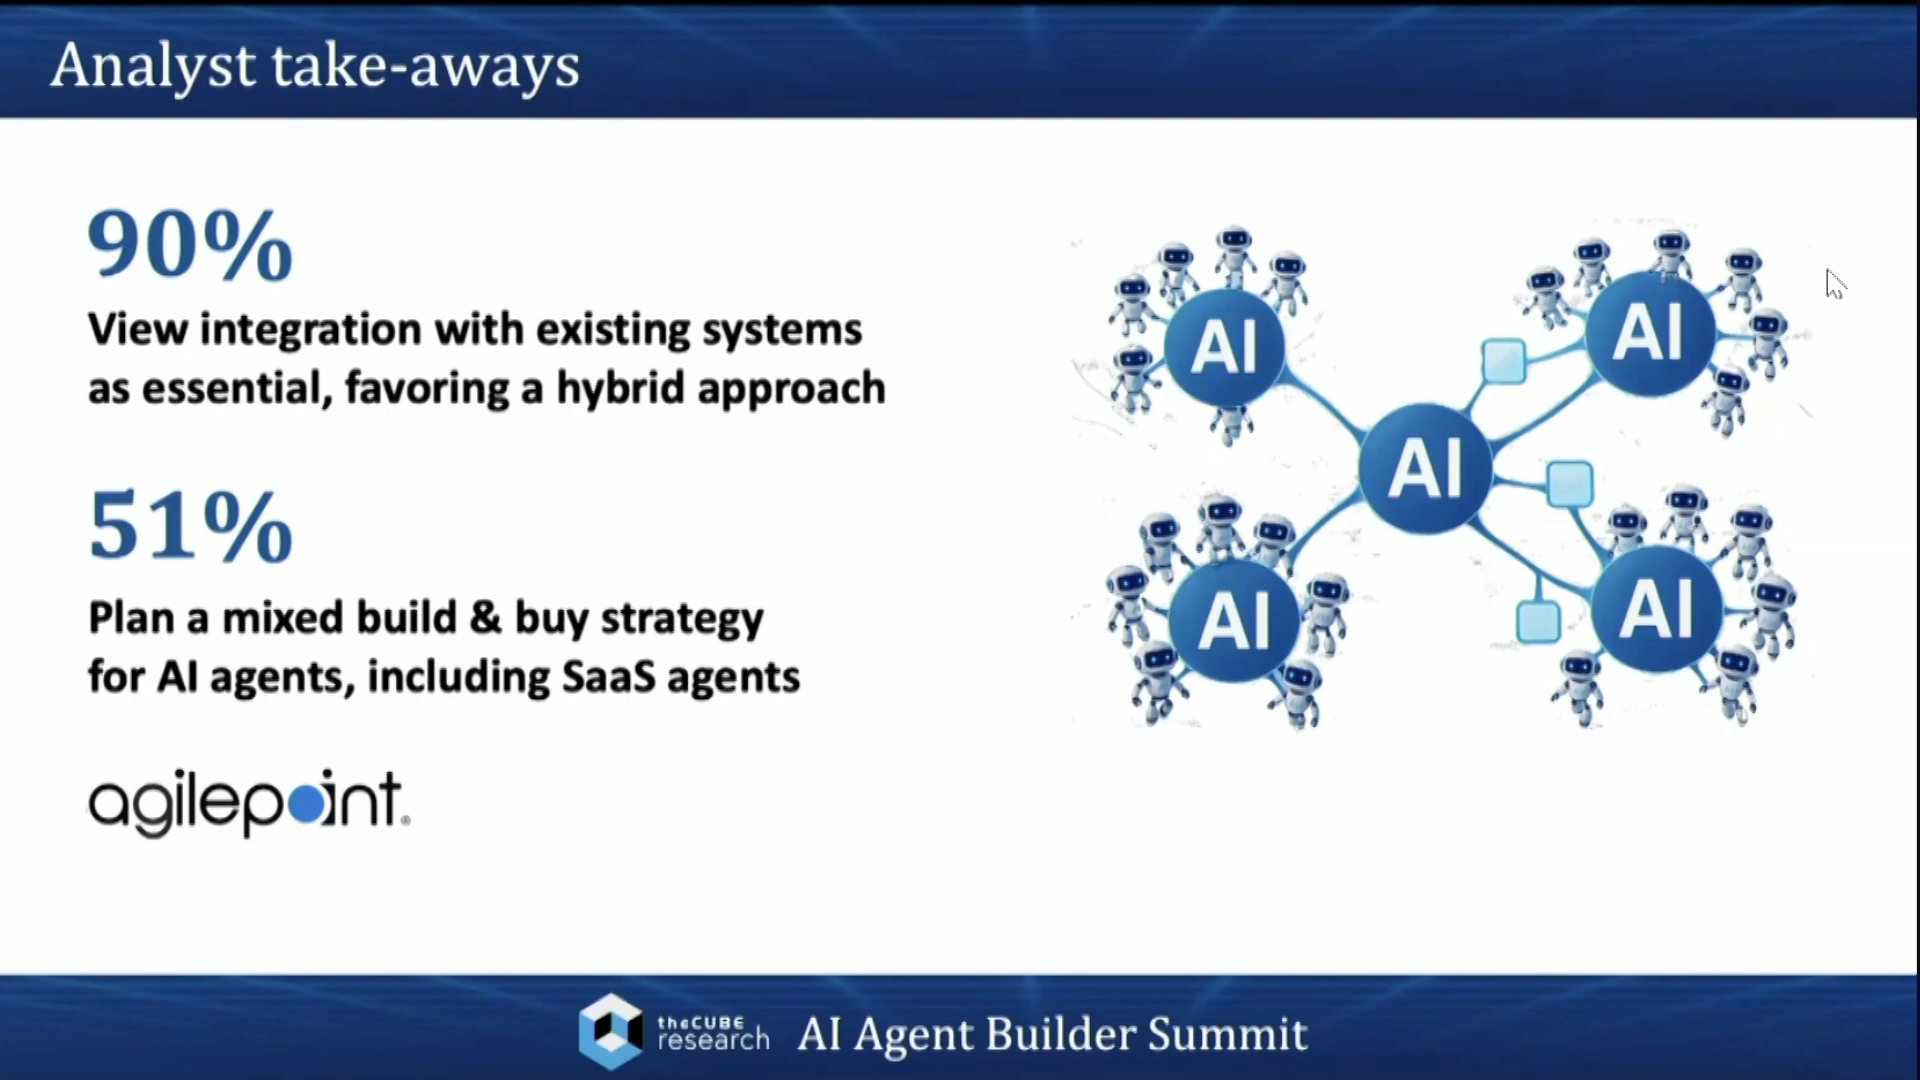 Analyst take-aways
90%
View integration with existing systems
as essential, favoring a hybrid approach
51%
Plan a mixed build & buy strategy
for AI agents, including SaaS agents
agilepoint®
AI
AI
AI
AI
AI
theCUBE
research
AI Agent Builder Summit